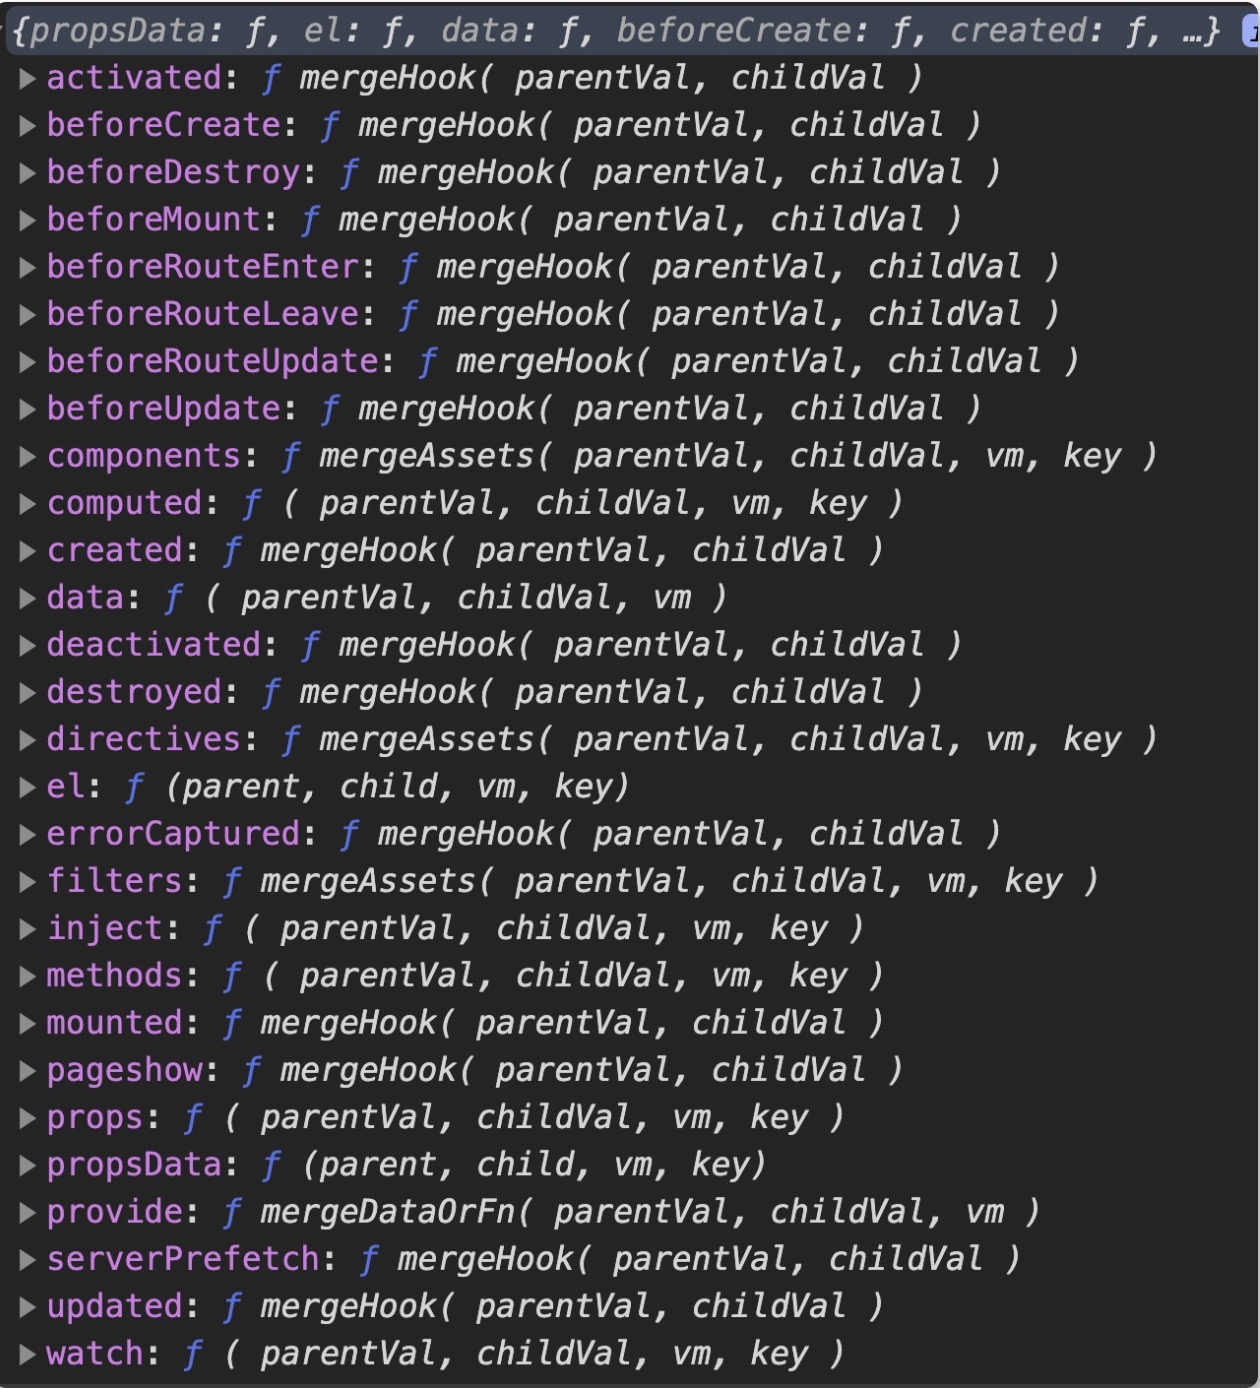 {propsData: ƒ, el: ƒ, data: ƒ, beforeCreate: ƒ, created: ƒ, …}
activated: ƒ mergeHook( parentVal, childVal )
beforeCreate: ƒ mergeHook( parentVal, childVal )
beforeDestroy: ƒ mergeHook( parentVal, childVal )
beforeMount: ƒ mergeHook( parentVal, childVal )
beforeRouteEnter: ƒ mergeHook( parentVal, childVal )
beforeRouteLeave: ƒ mergeHook( parentVal, childVal )
beforeRouteUpdate: ƒ mergeHook( parentVal, childVal )
beforeUpdate: ƒ mergeHook( parentVal, childVal )
components: ƒ mergeAssets( parentVal, childVal, vm, key )
computed: ƒ ( parentVal, childVal, vm, key )
created: ƒ mergeHook( parentVal, childVal )
data: ƒ ( parentVal, childVal, vm )
deactivated: ƒ mergeHook( parentVal, childVal )
destroyed: ƒ mergeHook( parentVal, childVal )
directives: ƒ mergeAssets( parentVal, childVal, vm, key )
el: ƒ (parent, child, vm, key)
errorCaptured: ƒ mergeHook( parentVal, childVal )
filters: ƒ mergeAssets( parentVal, childVal, vm, key )
inject: ƒ ( parentVal, childVal, vm, key )
methods: ƒ ( parentVal, childVal, vm, key )
mounted: ƒ mergeHook( parentVal, childVal )
pageshow: ƒ mergeHook( parentVal, childVal )
props: ƒ ( parentVal, childVal, vm, key )
propsData: ƒ (parent, child, vm, key)
provide: ƒ mergeDataOrFn( parentVal, childVal, vm )
serverPrefetch: ƒ mergeHook( parentVal, childVal )
updated: ƒ mergeHook( parentVal, childVal )
watch: ƒ ( parentVal, childVal, vm, key )